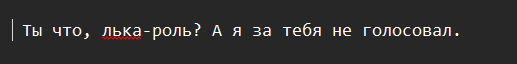 Ты что, лька-роль? А я за тебя не голосовал.